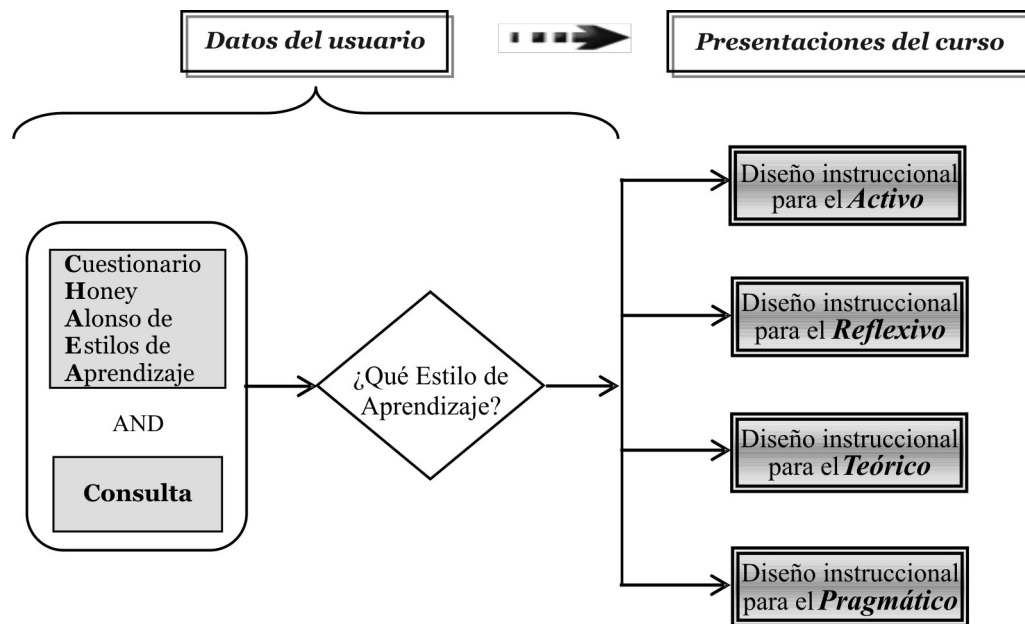 Datos del usuario
Presentaciones del curso
Cuestionario
Honey
Alonso de
Estilos de
Aprendizaje
AND
Consulta
¿Qué Estilo de
Aprendizaje?
Diseño instruccional
para el Activo
Diseño instruccional
para el Reflexivo
Diseño instruccional
para el Teórico
Diseño instruccional
para el Pragmático